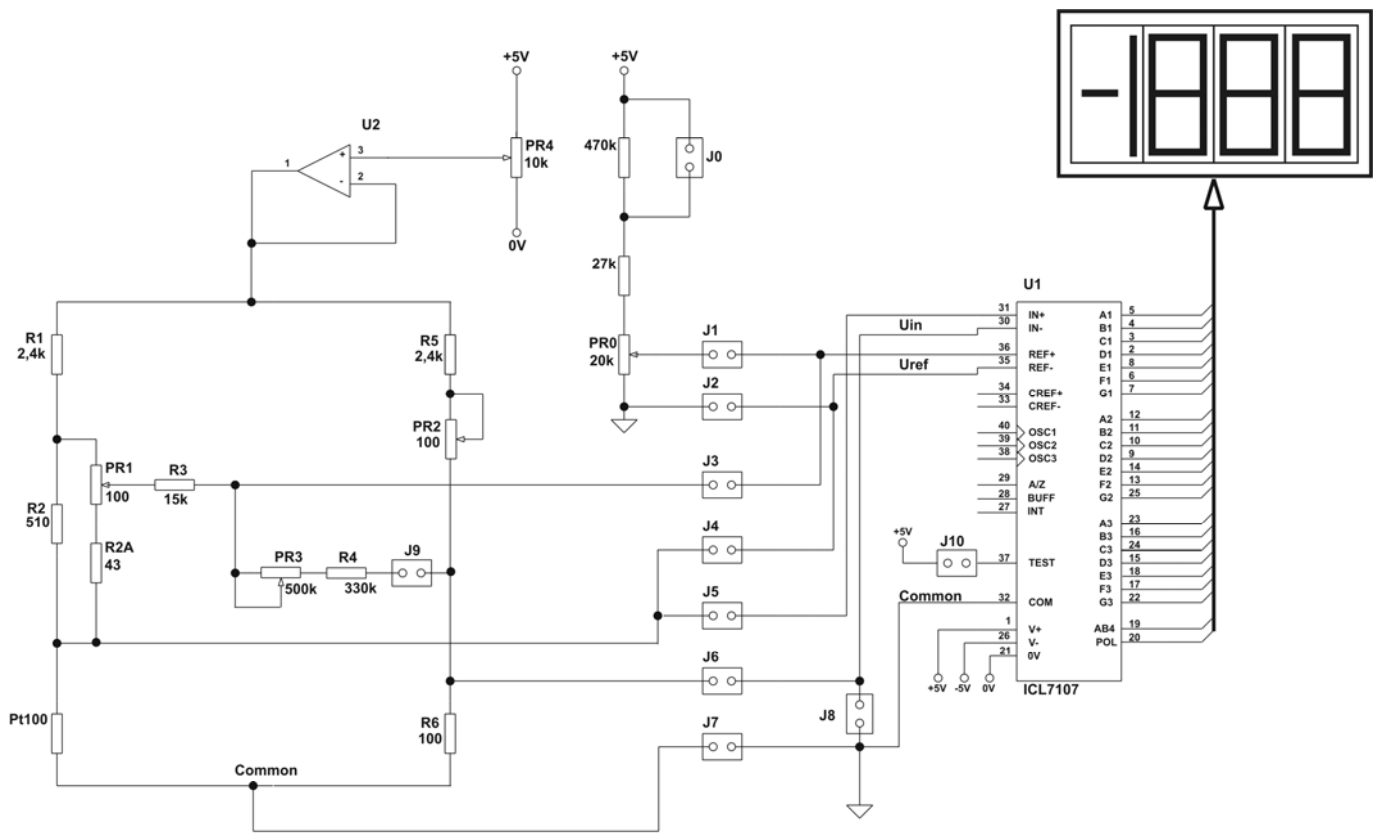 U2
1
+
3
-
2
+5V
PR4
10k
0V
+5V
470k
J0
27k
PR0
20k
J1
J2
R1
2,4k
R5
2,4k
PR2
100
PR1
100
R3
15k
R2
510
R2A
43
PR3
500k
R4
330k
J9
J3
J4
J5
J6
J7
J8
Pt100
R6
100
Common
Uin
Uref
+5V
J10
Common
+5V
-5V
0V
U1
31 IN+
30 IN-
36 REF+
35 REF-
34 CREF+
33 CREF-
40 OSC1
39 OSC2
38 OSC3
29 A/Z
28 BUFF
27 INT
37 TEST
32 COM
1 V+
26 V-
21 0V
A1 5
B1 4
C1 3
D1 2
E1 8
F1 6
G1 7
A2 12
B2 11
C2 10
D2 9
E2 14
F2 13
G2 25
A3 23
B3 16
C3 24
D3 15
E3 18
F3 17
G3 22
AB4 19
POL 20
ICL7107
-1888